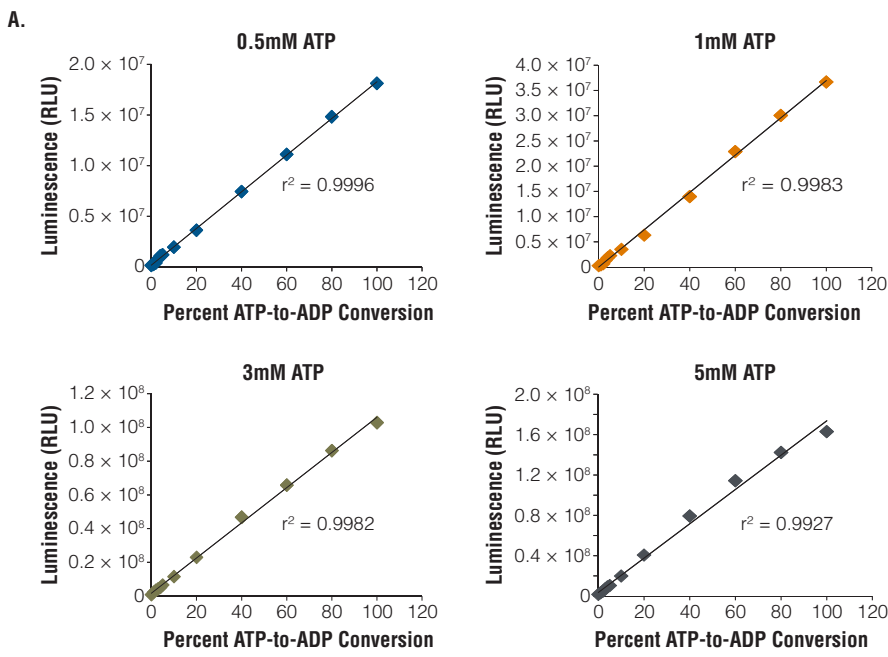 A.
0.5mM ATP
Luminescence (RLU)
2.0 × 10⁷
1.5 × 10⁷
1.0 × 10⁷
0.5 × 10⁷
0
r² = 0.9996
0 20 40 60 80 100 120
Percent ATP-to-ADP Conversion
1mM ATP
Luminescence (RLU)
4.0 × 10⁷
3.5 × 10⁷
3.0 × 10⁷
2.5 × 10⁷
2.0 × 10⁷
1.5 × 10⁷
1.0 × 10⁷
0.5 × 10⁷
0
r² = 0.9983
0 20 40 60 80 100 120
Percent ATP-to-ADP Conversion
3mM ATP
Luminescence (RLU)
1.2 × 10⁸
1.0 × 10⁸
0.8 × 10⁸
0.6 × 10⁸
0.4 × 10⁸
0.2 × 10⁸
0
r² = 0.9982
0 20 40 60 80 100 120
Percent ATP-to-ADP Conversion
5mM ATP
Luminescence (RLU)
2.0 × 10⁸
1.6 × 10⁸
1.2 × 10⁸
0.8 × 10⁸
0.4 × 10⁸
0
r² = 0.9927
0 20 40 60 80 100 120
Percent ATP-to-ADP Conversion